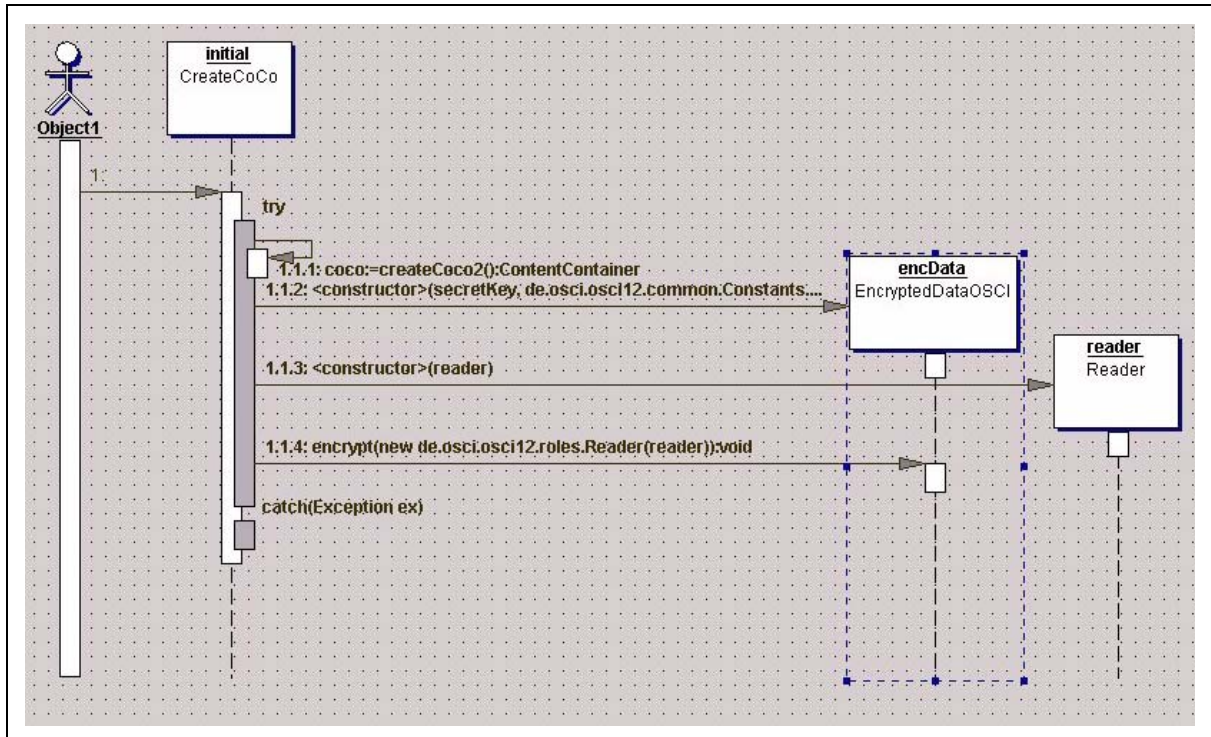 initial
CreateCoCo
Object1
1:
try
1.1.1: coco:=createCoco2():ContentContainer
1.1.2: <constructor>(secretKey, de.osci.osci12.common.Constants....
encData
EncryptedDataOSCI
1.1.3: <constructor>(reader)
reader
Reader
1.1.4: encrypt(new de.osci.osci12.roles.Reader(reader)):void
catch(Exception ex)